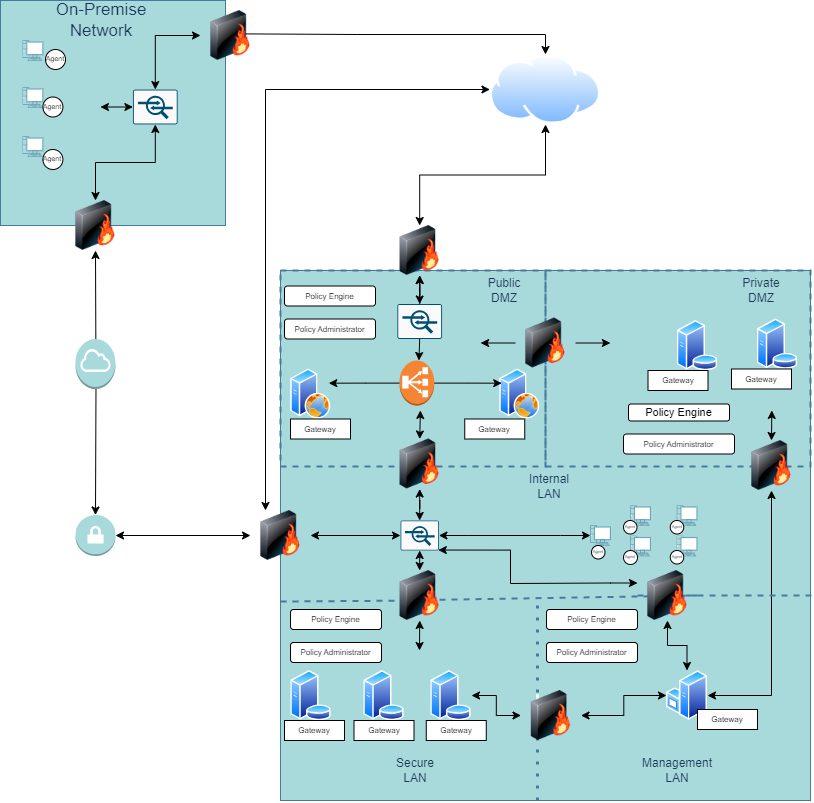 On-Premise
Network
Agent
Agent
Agent
Public
DMZ
Private
DMZ
Policy Engine
Policy Administrator
Gateway
Gateway
Gateway
Gateway
Policy Engine
Policy Administrator
Internal
LAN
Agent
Agent
Agent
Agent
Agent
Policy Engine
Policy Administrator
Policy Engine
Policy Administrator
Gateway
Gateway
Gateway
Gateway
Secure
LAN
Management
LAN